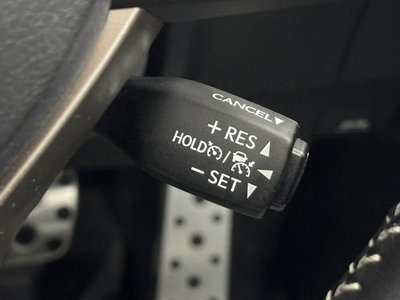 CANCEL▼
+ RES ▲
HOLD /
− SET ▼